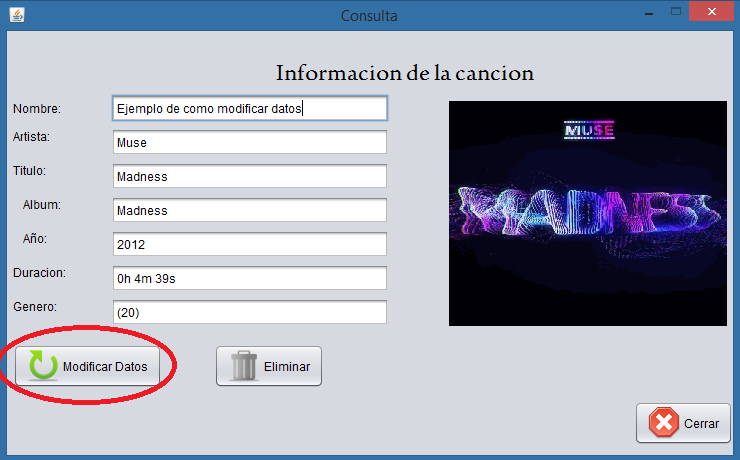 Consulta
Informacion de la cancion
Nombre: Ejemplo de como modificar datos
Artista: Muse
Titulo: Madness
Album: Madness
Año: 2012
Duracion: 0h 4m 39s
Genero: (20)
MUSE
MADNESS
Modificar Datos
Eliminar
Cerrar